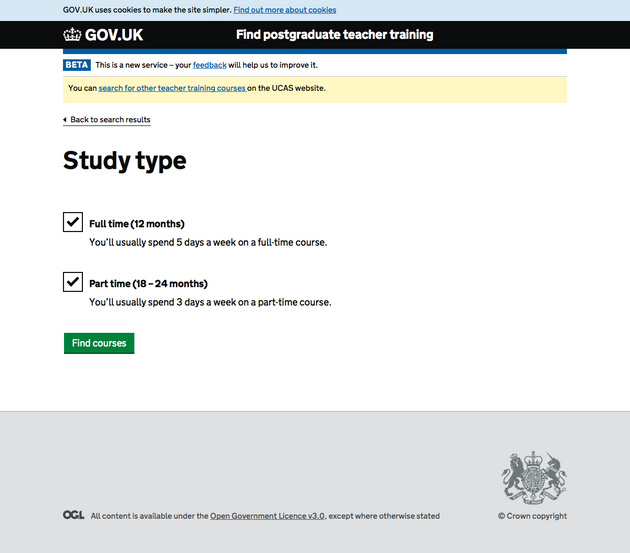 GOV.UK uses cookies to make the site simpler. Find out more about cookies
GOV.UK Find postgraduate teacher training
BETA This is a new service – your feedback will help us to improve it.
You can search for other teacher training courses on the UCAS website.
Back to search results
Study type
Full time (12 months)
You’ll usually spend 5 days a week on a full-time course.
Part time (18 – 24 months)
You’ll usually spend 3 days a week on a part-time course.
Find courses
OGL All content is available under the Open Government Licence v3.0, except where otherwise stated
© Crown copyright